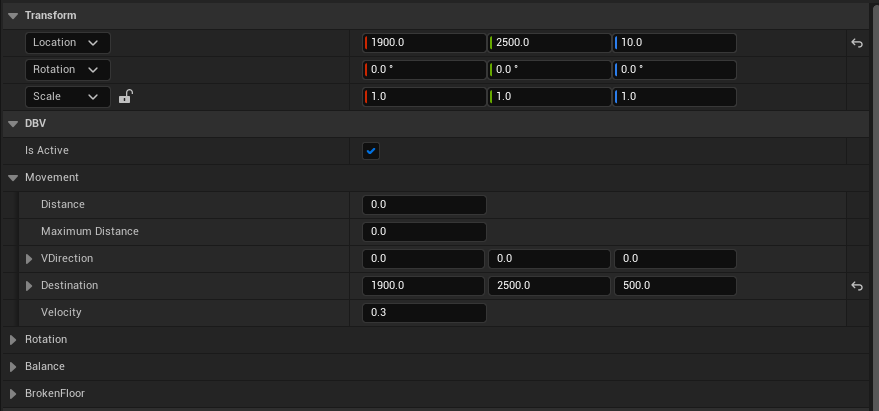 Transform
Location 1900.0 2500.0 10.0
Rotation 0.0 ° 0.0 ° 0.0 °
Scale 1.0 1.0 1.0
DBV
Is Active
Movement
Distance 0.0
Maximum Distance 0.0
VDirection 0.0 0.0 0.0
Destination 1900.0 2500.0 500.0
Velocity 0.3
Rotation
Balance
BrokenFloor